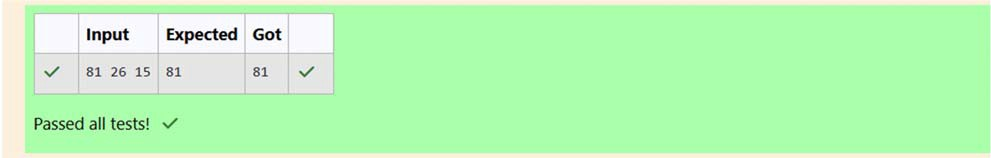 Input Expected Got
81 26 15 81 81
Passed all tests!